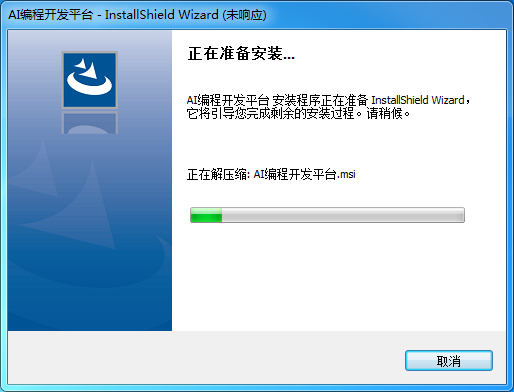 AI编程开发平台 - InstallShield Wizard (未响应)
正在准备安装...
AI编程开发平台 安装程序正在准备 InstallShield Wizard，
它将引导您完成剩余的安装过程。请稍候。
正在解压缩: AI编程开发平台.msi
取消